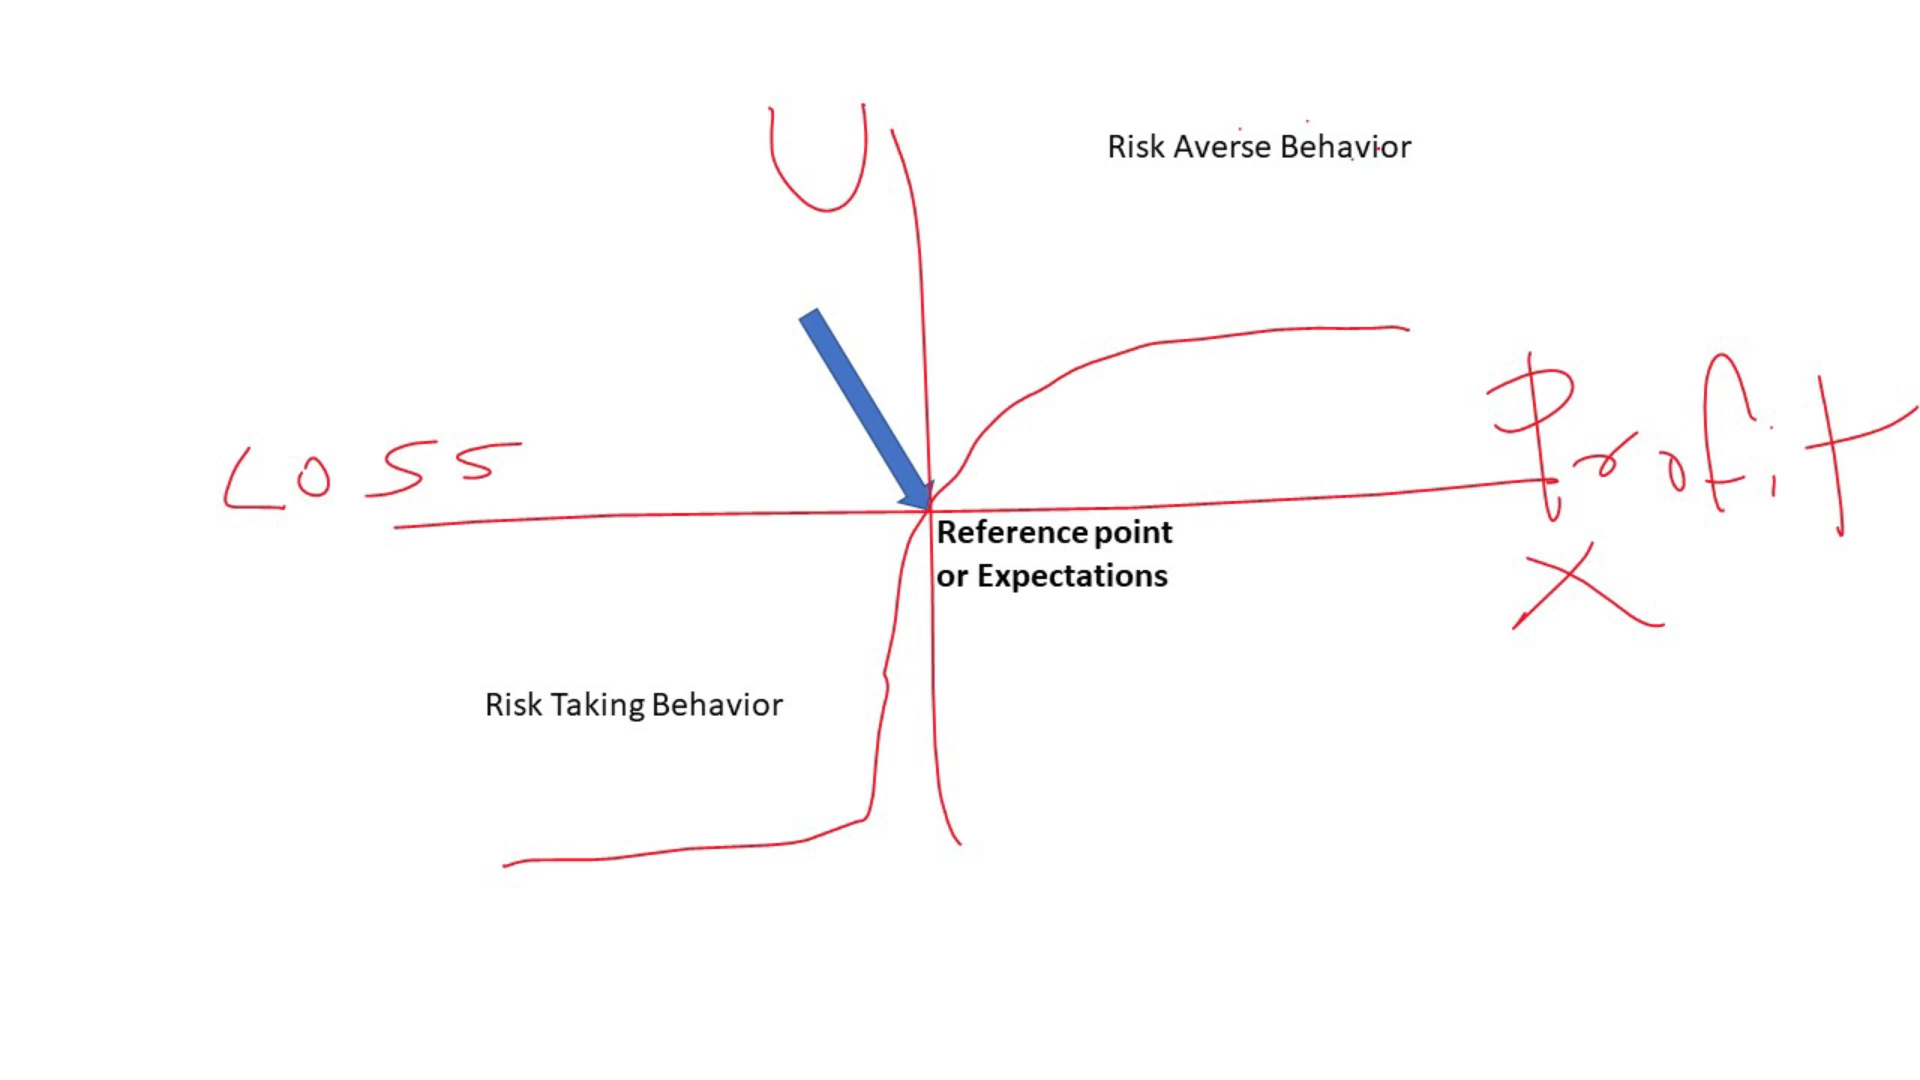 U
Risk Averse Behavior
Loss
Profit
Reference point
or Expectations
X
Risk Taking Behavior